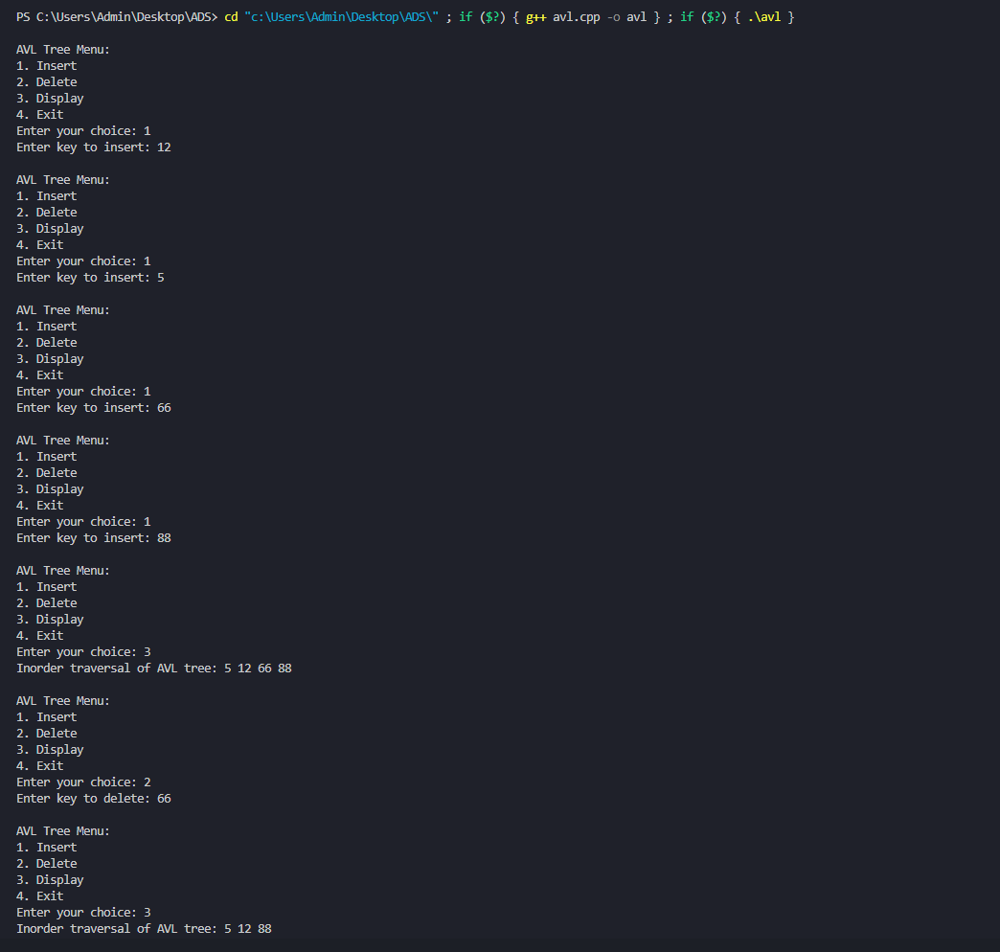 PS C:\Users\Admin\Desktop\ADS> cd "c:\Users\Admin\Desktop\ADS\" ; if ($?) { g++ avl.cpp -o avl } ; if ($?) { .\avl }
AVL Tree Menu:
1. Insert
2. Delete
3. Display
4. Exit
Enter your choice: 1
Enter key to insert: 12
AVL Tree Menu:
1. Insert
2. Delete
3. Display
4. Exit
Enter your choice: 1
Enter key to insert: 5
AVL Tree Menu:
1. Insert
2. Delete
3. Display
4. Exit
Enter your choice: 1
Enter key to insert: 66
AVL Tree Menu:
1. Insert
2. Delete
3. Display
4. Exit
Enter your choice: 1
Enter key to insert: 88
AVL Tree Menu:
1. Insert
2. Delete
3. Display
4. Exit
Enter your choice: 3
Inorder traversal of AVL tree: 5 12 66 88
AVL Tree Menu:
1. Insert
2. Delete
3. Display
4. Exit
Enter your choice: 2
Enter key to delete: 66
AVL Tree Menu:
1. Insert
2. Delete
3. Display
4. Exit
Enter your choice: 3
Inorder traversal of AVL tree: 5 12 88